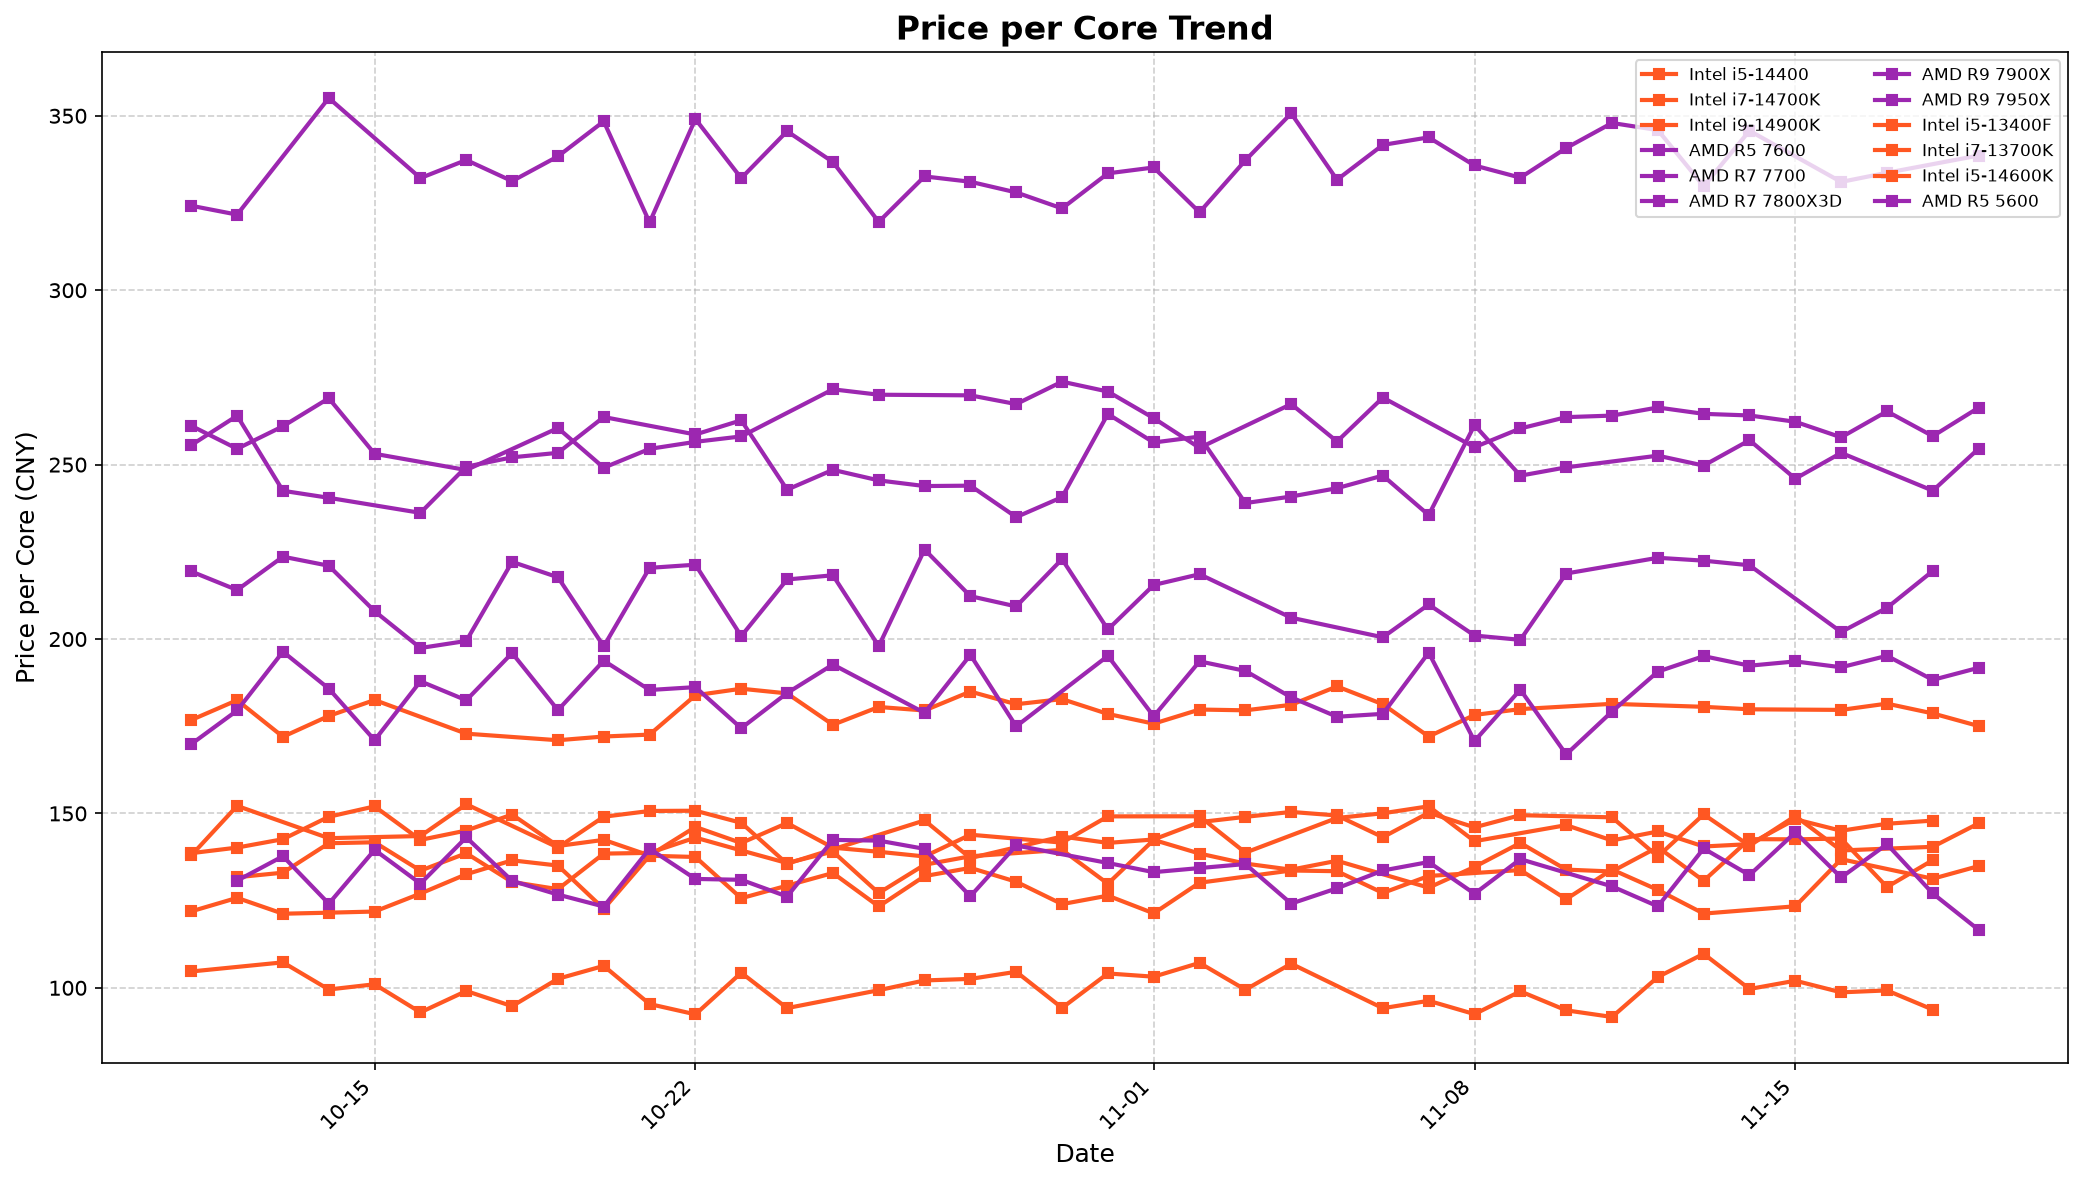 Price per Core Trend
Intel i5-14400
Intel i7-14700K
Intel i9-14900K
AMD R5 7600
AMD R7 7700
AMD R7 7800X3D
AMD R9 7900X
AMD R9 7950X
Intel i5-13400F
Intel i7-13700K
Intel i5-14600K
AMD R5 5600
Price per Core (CNY)
350
300
250
200
150
100
10-15
10-22
11-01
11-08
11-15
Date